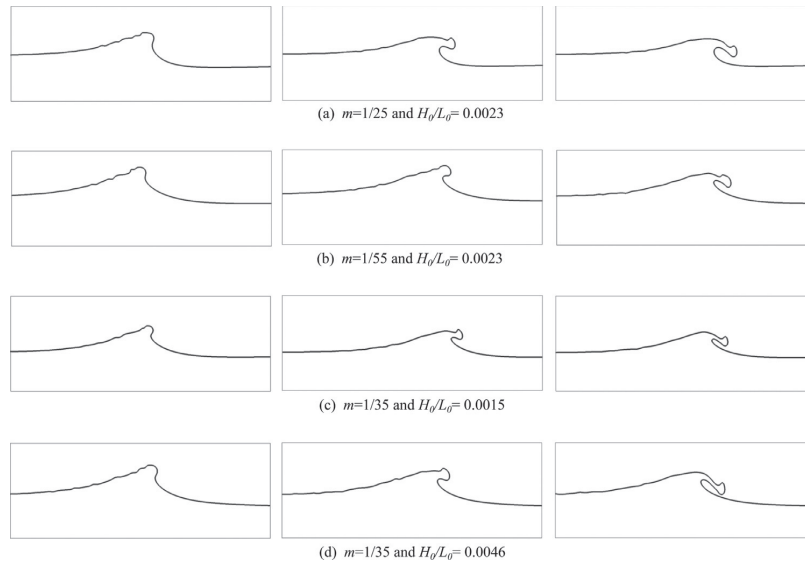 (a) m=1/25 and H₀/L₀= 0.0023
(b) m=1/55 and H₀/L₀= 0.0023
(c) m=1/35 and H₀/L₀= 0.0015
(d) m=1/35 and H₀/L₀= 0.0046